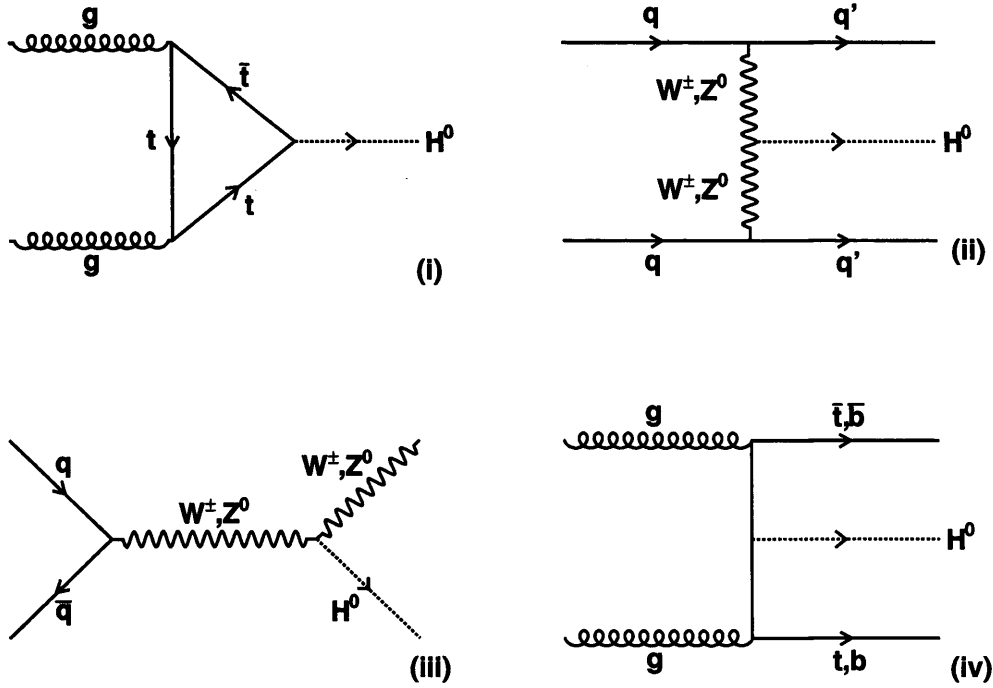 g
t̄
t
H⁰
t
g
(i)
q
q'
W±,Z⁰
H⁰
W±,Z⁰
q
q'
(ii)
q
W±,Z⁰
W±,Z⁰
q̄
H⁰
(iii)
g
t̄,b̄
H⁰
g
t,b
(iv)